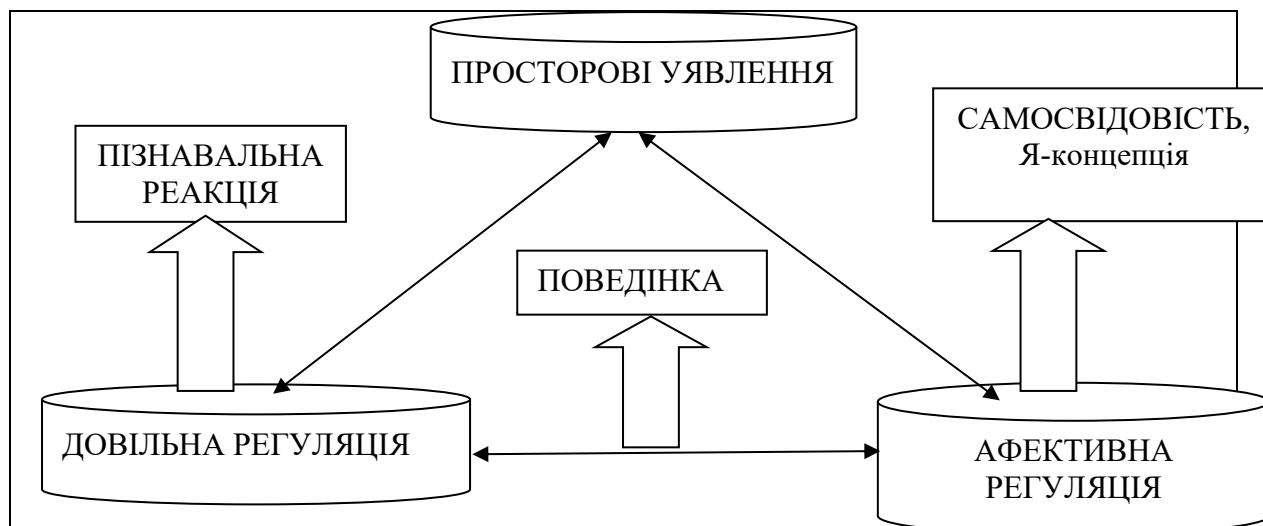 ПРОСТОРОВІ УЯВЛЕННЯ
ПІЗНАВАЛЬНА
РЕАКЦІЯ
САМОСВІДОВІСТЬ,
Я-концепція
ПОВЕДІНКА
ДОВІЛЬНА РЕГУЛЯЦІЯ
АФЕКТИВНА
РЕГУЛЯЦІЯ